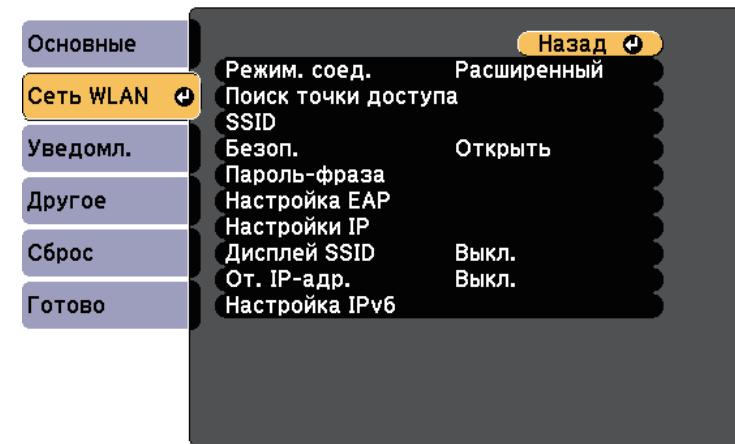 Основные
Сеть WLAN
Уведомл.
Другое
Сброс
Готово
Назад
Режим. соед. Расширенный
Поиск точки доступа
SSID
Безоп. Открыть
Пароль-фраза
Настройка EAP
Настройки IP
Дисплей SSID Выкл.
От. IP-адр. Выкл.
Настройка IPv6